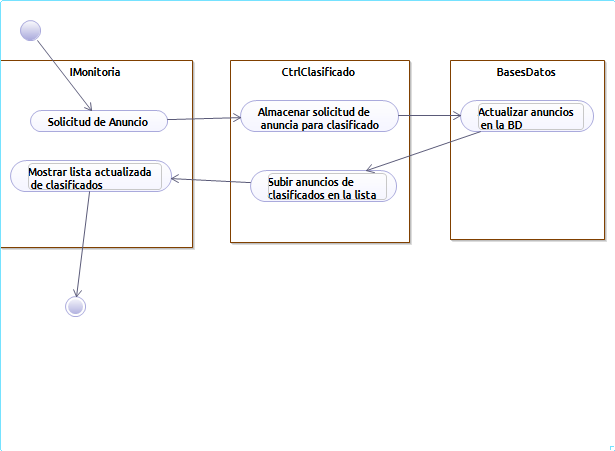 IMonitoria
CtrlClasificado
BasesDatos
Solicitud de Anuncio
Almacenar solicitud de
anuncia para clasificado
Actualizar anuncios
en la BD
Mostrar lista actualizada
de clasificados
Subir anuncios de
clasificados en la lista